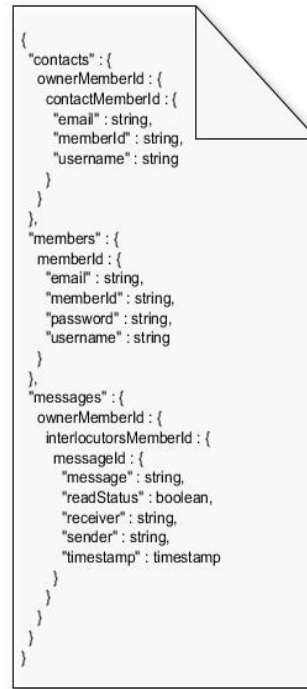 {
"contacts" : {
ownerMemberId : {
contactMemberId : {
"email" : string,
"memberId" : string,
"username" : string
}
}
},
"members" : {
memberId : {
"email" : string,
"memberId" : string,
"password" : string,
"username" : string
}
},
"messages" : {
ownerMemberId : {
interlocutorsMemberId : {
messageId : {
"message" : string,
"readStatus" : boolean,
"receiver" : string,
"sender" : string,
"timestamp" : timestamp
}
}
}
}
}